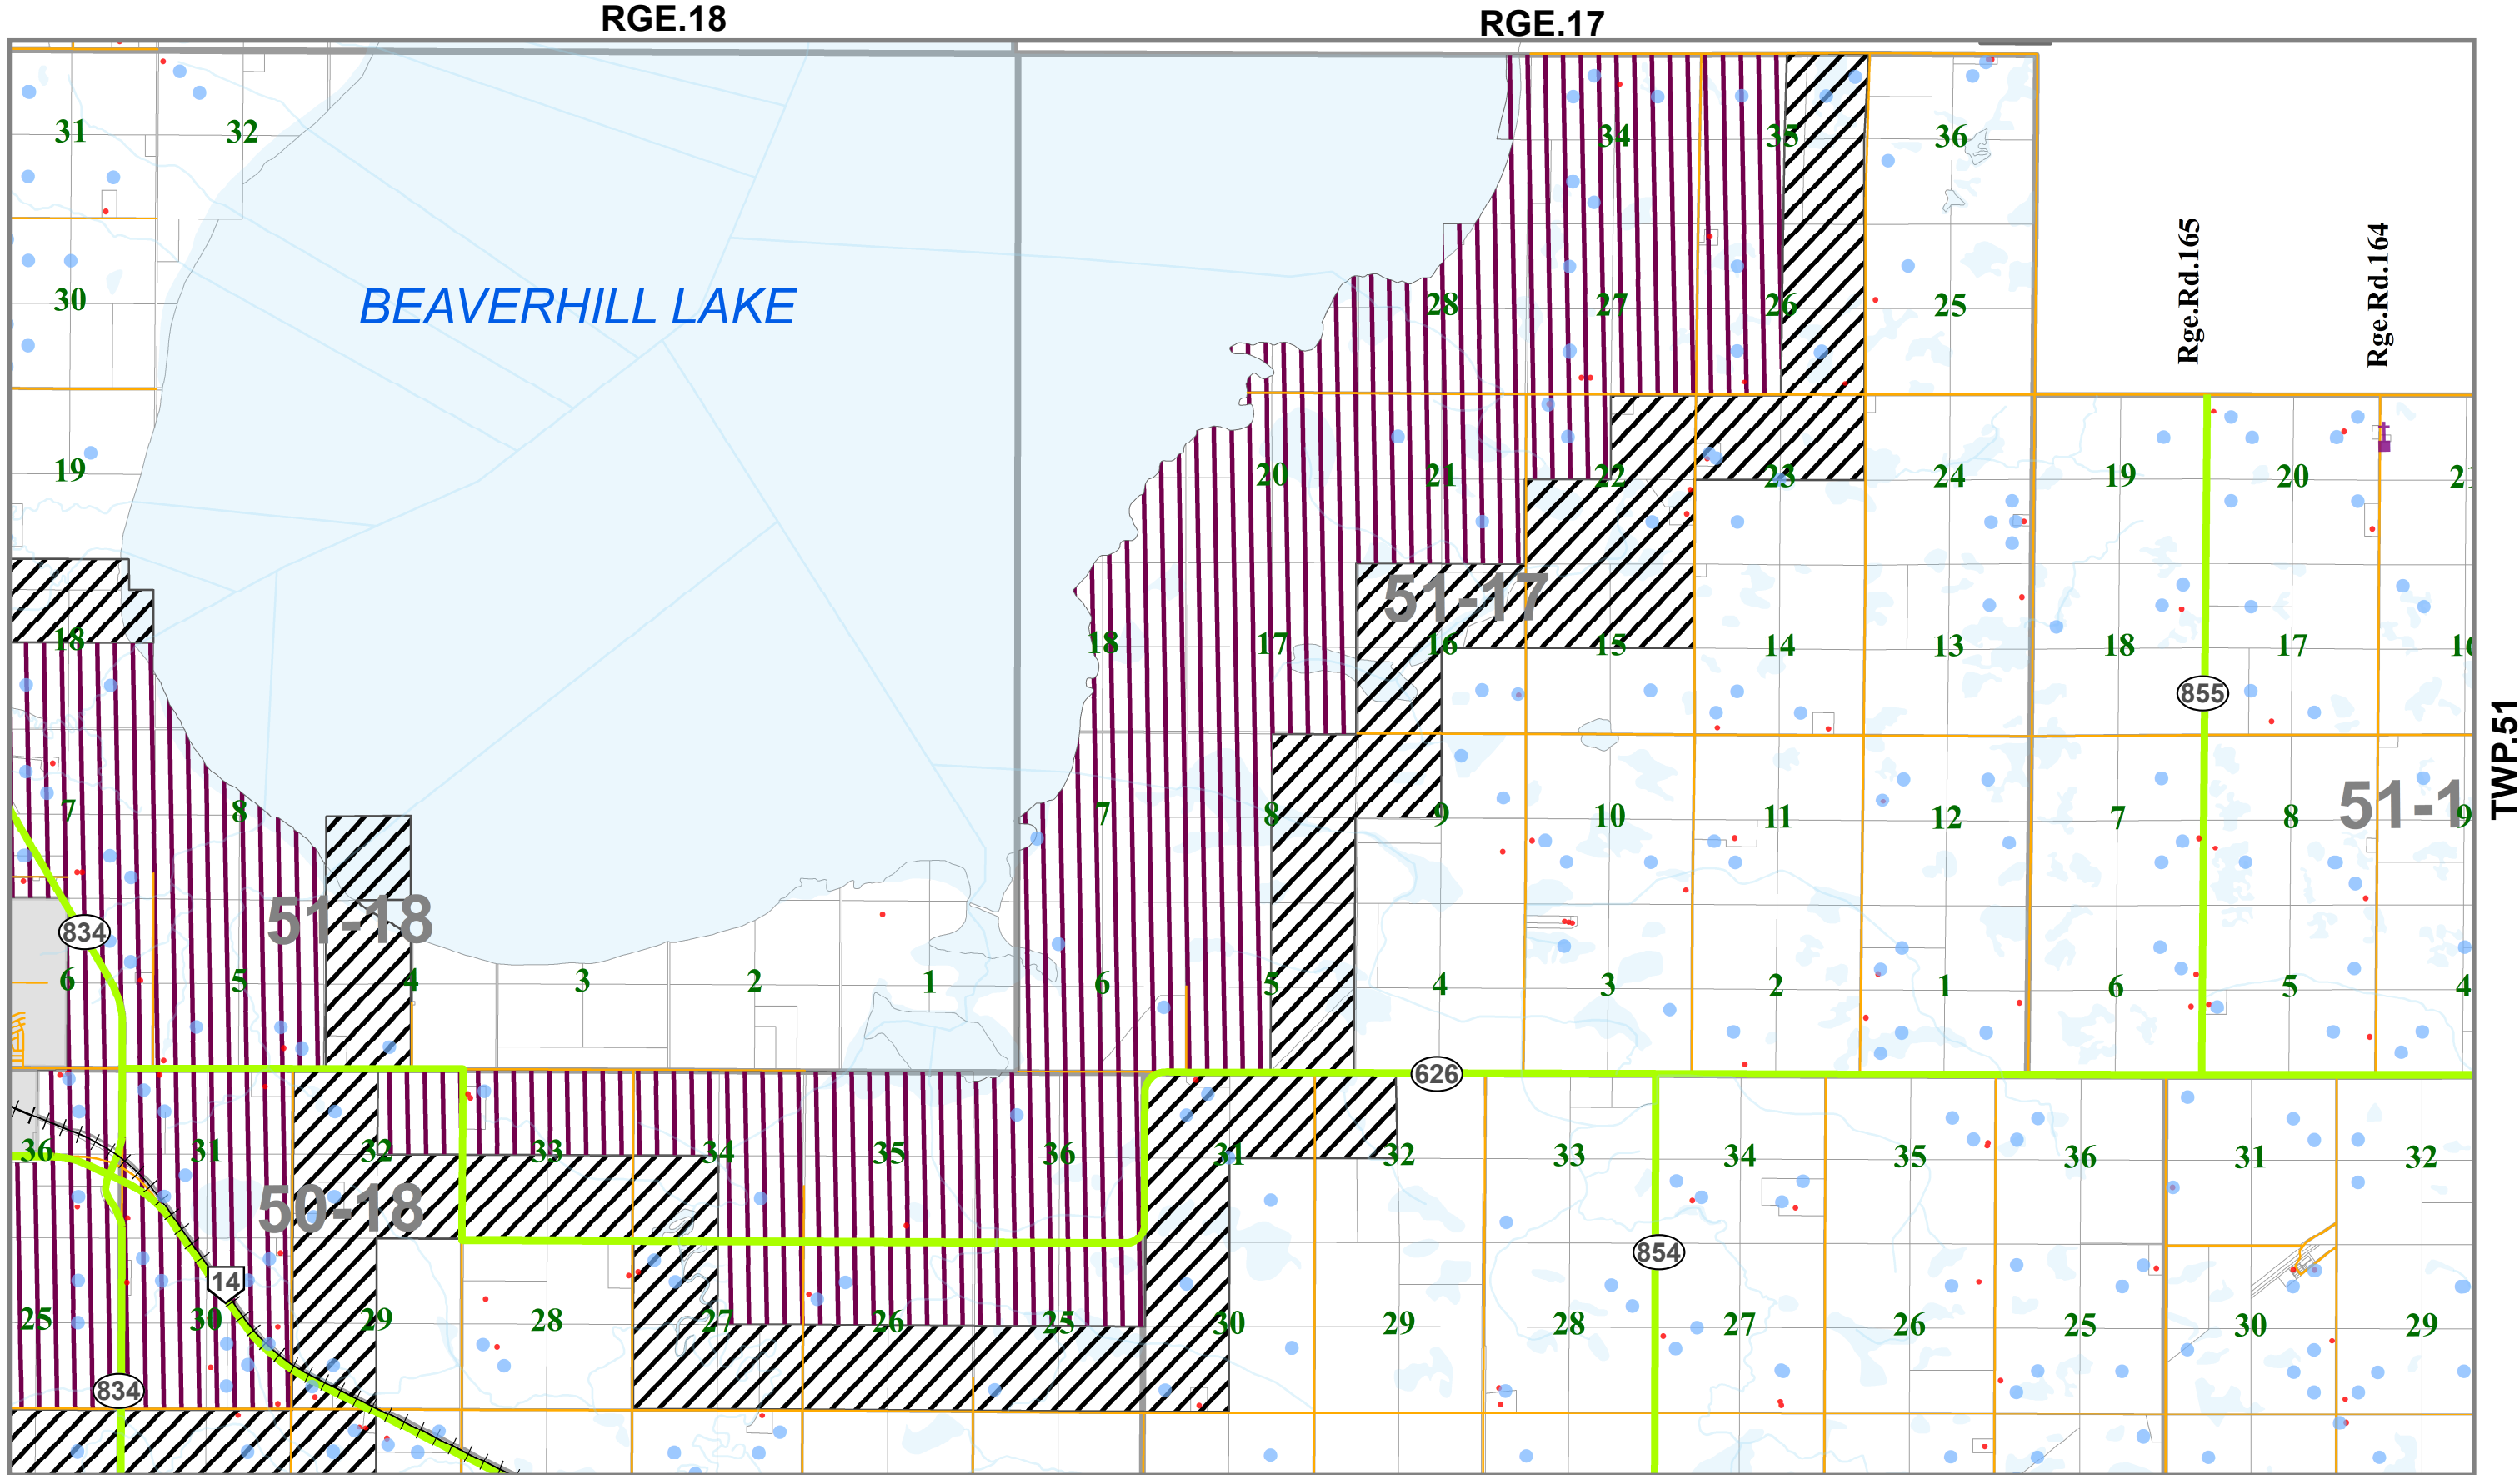 RGE.18 RGE.17
31 32 34 35 36
Rge.Rd.165 Rge.Rd.164
BEAVERHILL LAKE
30 28 27 26 25
19 20 21 22 23 24 19 20
51-17
18 18 17 16 15 14 13 18 17
855
TWP.51
7 8 7 8 9 10 11 12 7 8 51-1 9
51-18
834
6 5 4 3 2 1 6 5 4 3 2 1 6 5 4
626
36 31 32 33 34 35 36 31 32 33 34 35 36 31 32
50-18
854
14
25 30 29 28 27 26 25 30 29 28 27 26 25 30 29
834